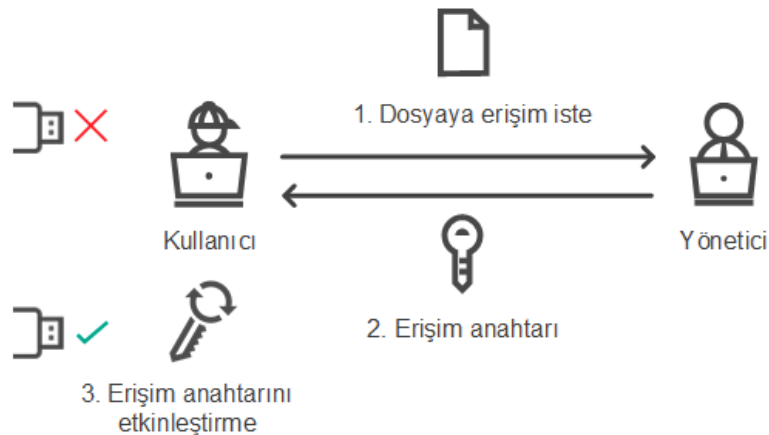 1. Dosyaya erişim iste
Kullanıcı
Yönetici
2. Erişim anahtarı
3. Erişim anahtarını
etkinleştirme